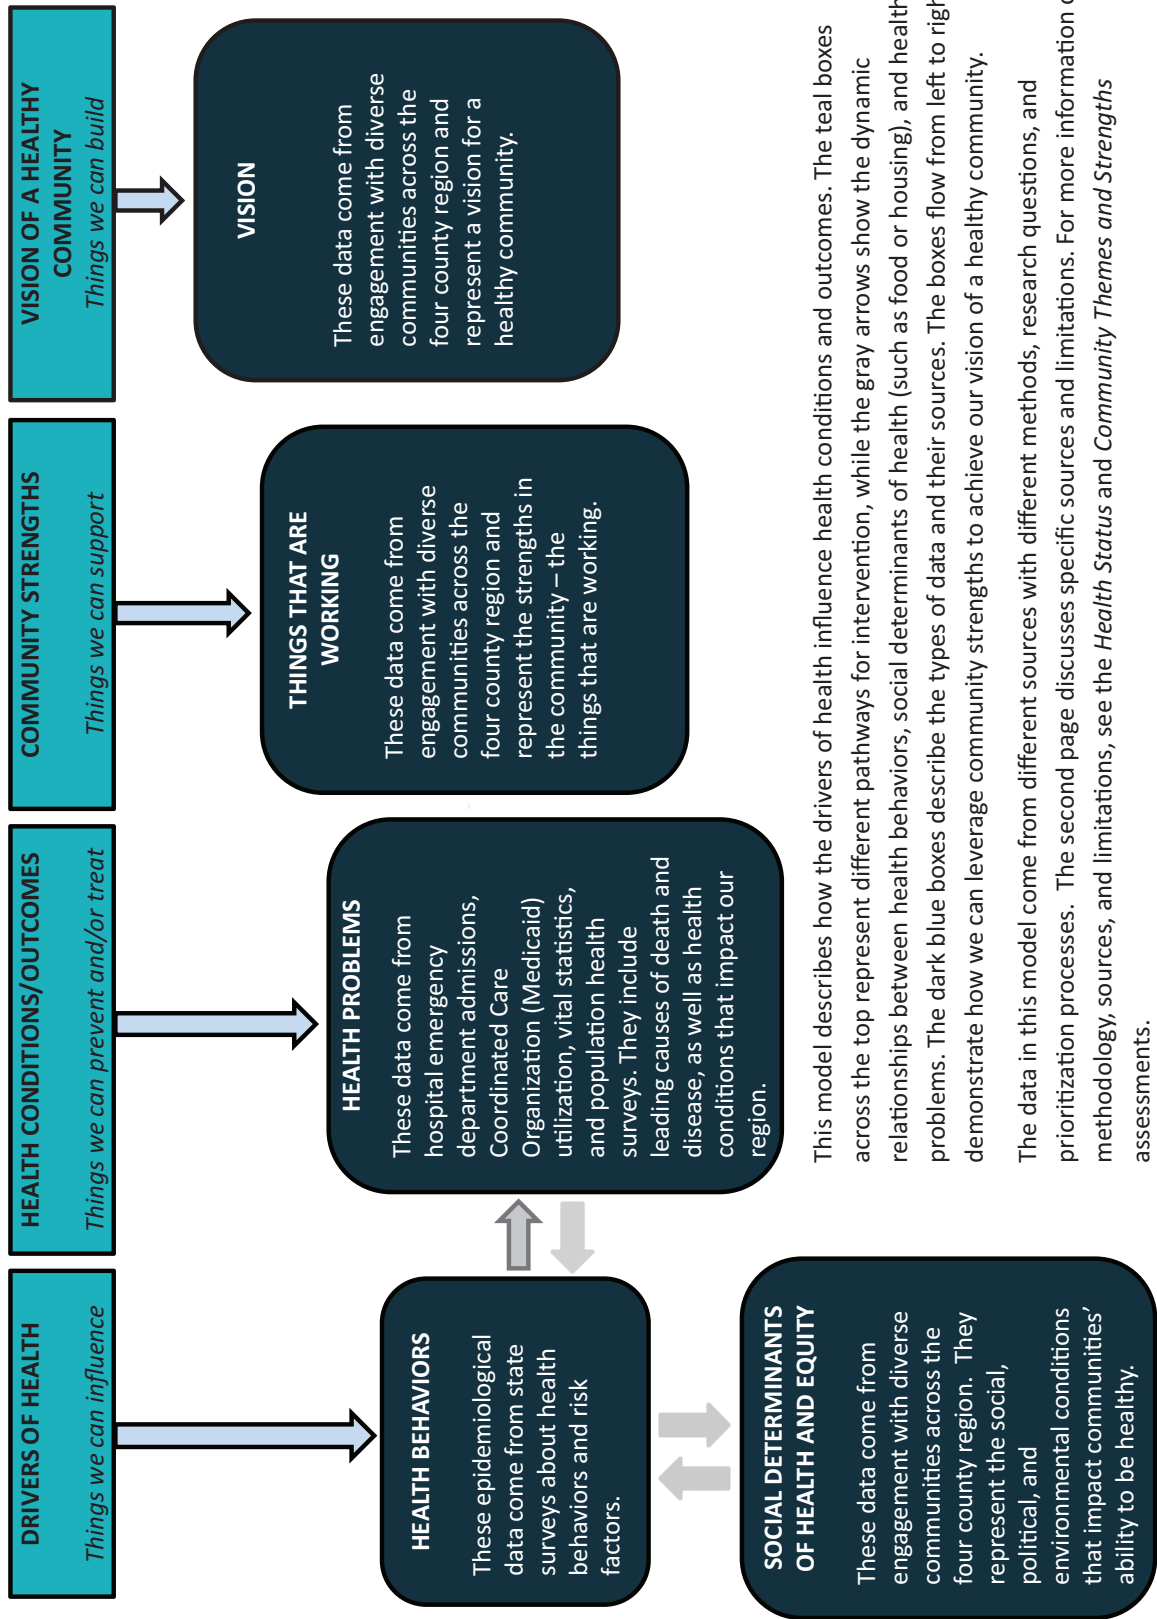 DRIVERS OF HEALTH
Things we can influence
HEALTH CONDITIONS/OUTCOMES
Things we can prevent and/or treat
COMMUNITY STRENGTHS
Things we can support
VISION OF A HEALTHY
COMMUNITY
Things we can build
HEALTH BEHAVIORS
These epidemiological
data come from state
surveys about health
behaviors and risk
factors.
SOCIAL DETERMINANTS
OF HEALTH AND EQUITY
These data come from
engagement with diverse
communities across the
four county region. They
represent the social,
political, and
environmental conditions
that impact communities’
ability to be healthy.
HEALTH PROBLEMS
These data come from
hospital emergency
department admissions,
Coordinated Care
Organization (Medicaid)
utilization, vital statistics,
and population health
surveys. They include
leading causes of death and
disease, as well as health
conditions that impact our
region.
THINGS THAT ARE
WORKING
These data come from
engagement with diverse
communities across the
four county region and
represent the strengths in
the community – the
things that are working.
VISION
These data come from
engagement with diverse
communities across the
four county region and
represent a vision for a
healthy community.
This model describes how the drivers of health influence health conditions and outcomes. The teal boxes
across the top represent different pathways for intervention, while the gray arrows show the dynamic
relationships between health behaviors, social determinants of health (such as food or housing), and health
problems. The dark blue boxes describe the types of data and their sources. The boxes flow from left to righ
demonstrate how we can leverage community strengths to achieve our vision of a healthy community.
The data in this model come from different sources with different methods, research questions, and
prioritization processes. The second page discusses specific sources and limitations. For more information
methodology, sources, and limitations, see the Health Status and Community Themes and Strengths
assessments.